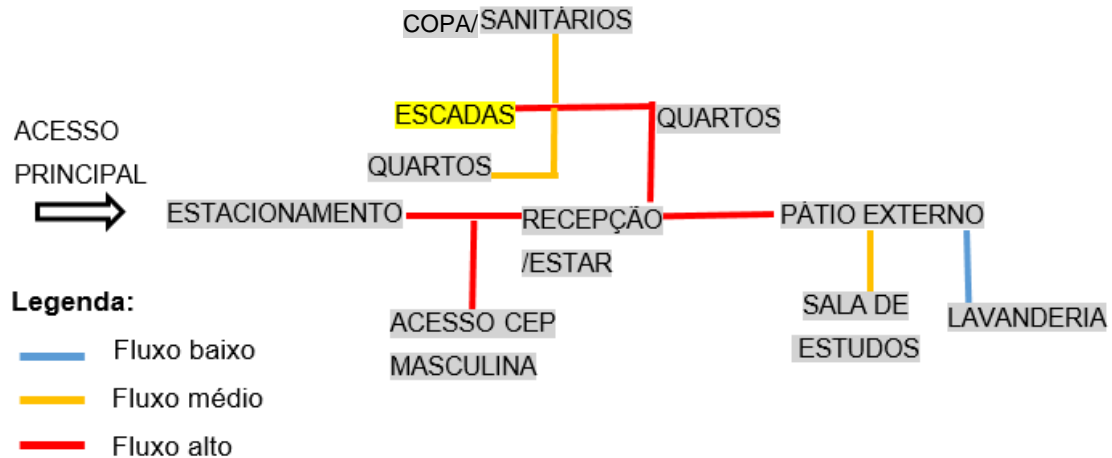 COPA/ SANITÁRIOS
ESCADAS
QUARTOS
ACESSO
PRINCIPAL
QUARTOS
ESTACIONAMENTO
RECEPÇÃO
/ESTAR
PÁTIO EXTERNO
Legenda:
ACESSO CEP
MASCULINA
SALA DE
ESTUDOS
LAVANDERIA
Fluxo baixo
Fluxo médio
Fluxo alto